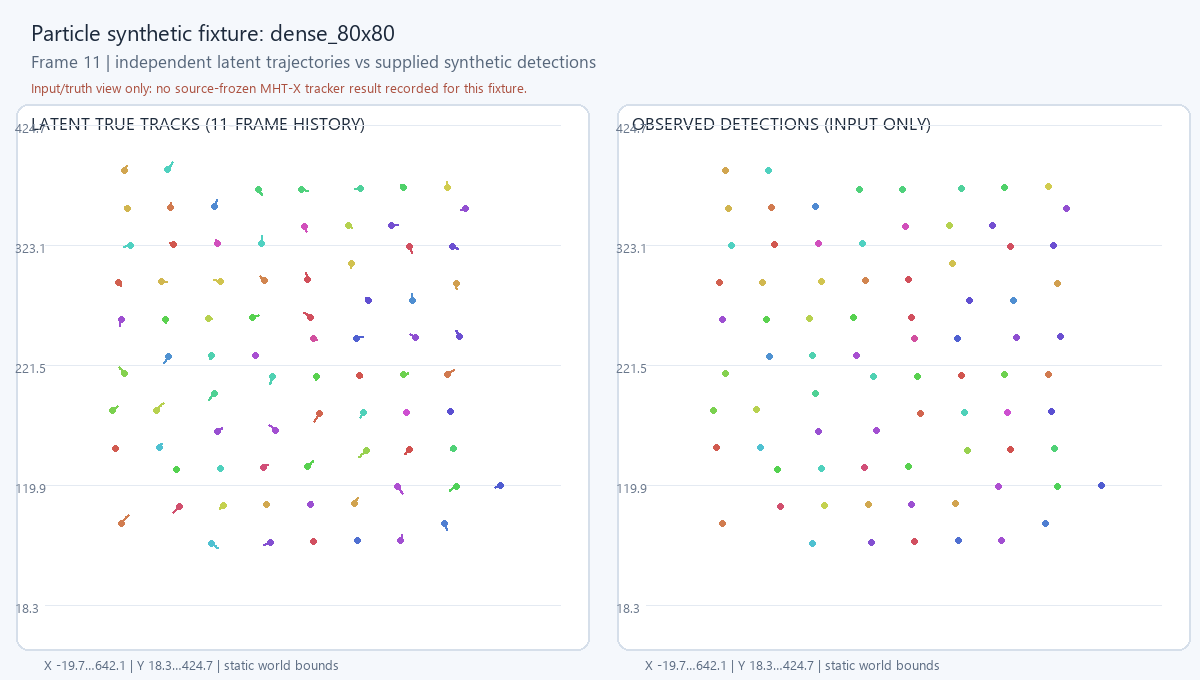 Particle synthetic fixture: dense_80x80
Frame 11 | independent latent trajectories vs supplied synthetic detections
Input/truth view only: no source-frozen MHT-X tracker result recorded for this fixture.
LATENT TRUE TRACKS (11-FRAME HISTORY)
424.7
323.1
221.5
119.9
18.3
X -19.7...642.1 | Y 18.3...424.7 | static world bounds
OBSERVED DETECTIONS (INPUT ONLY)
424.7
323.1
221.5
119.9
18.3
X -19.7...642.1 | Y 18.3...424.7 | static world bounds